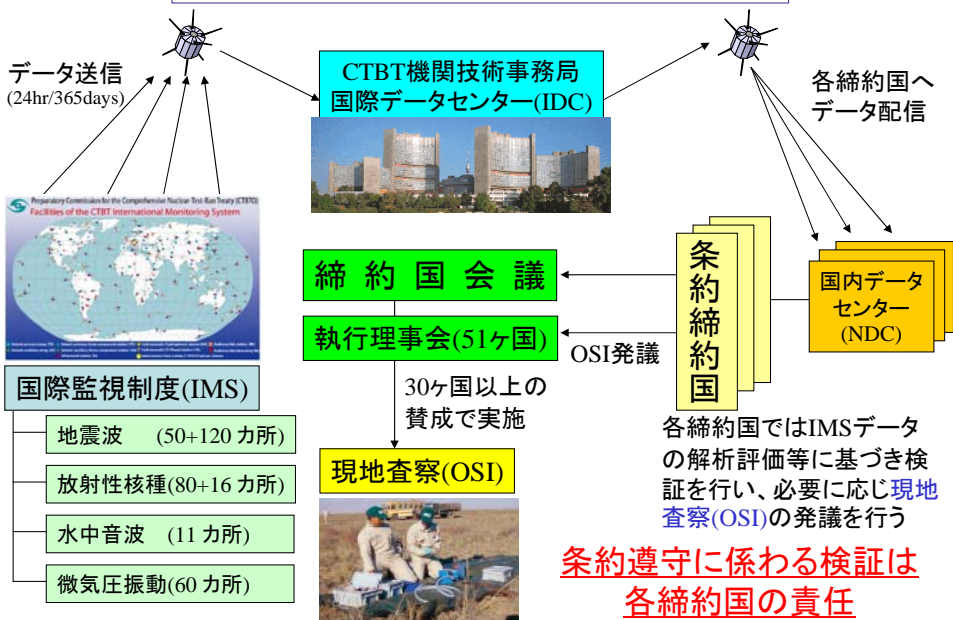 データ送信
(24hr/365days)
CTBT機関技術事務局
国際データセンター(IDC)
各締約国へ
データ配信
Preparatory Commission for the Comprehensive Nuclear-Test-Ban Treaty (CTBTO)
Facilities of the CTBT International Monitoring System
締約国会議
執行理事会(51ヶ国)
OSI発議
条約締約国
国内データ
センター
(NDC)
国際監視制度(IMS)
地震波 (50+120 カ所)
放射性核種(80+16 カ所)
水中音波 (11 カ所)
微気圧振動(60 カ所)
30ヶ国以上の
賛成で実施
現地査察(OSI)
各締約国ではIMSデータ
の解析評価等に基づき検
証を行い、必要に応じ現地
査察(OSI)の発議を行う
条約遵守に係わる検証は
各締約国の責任